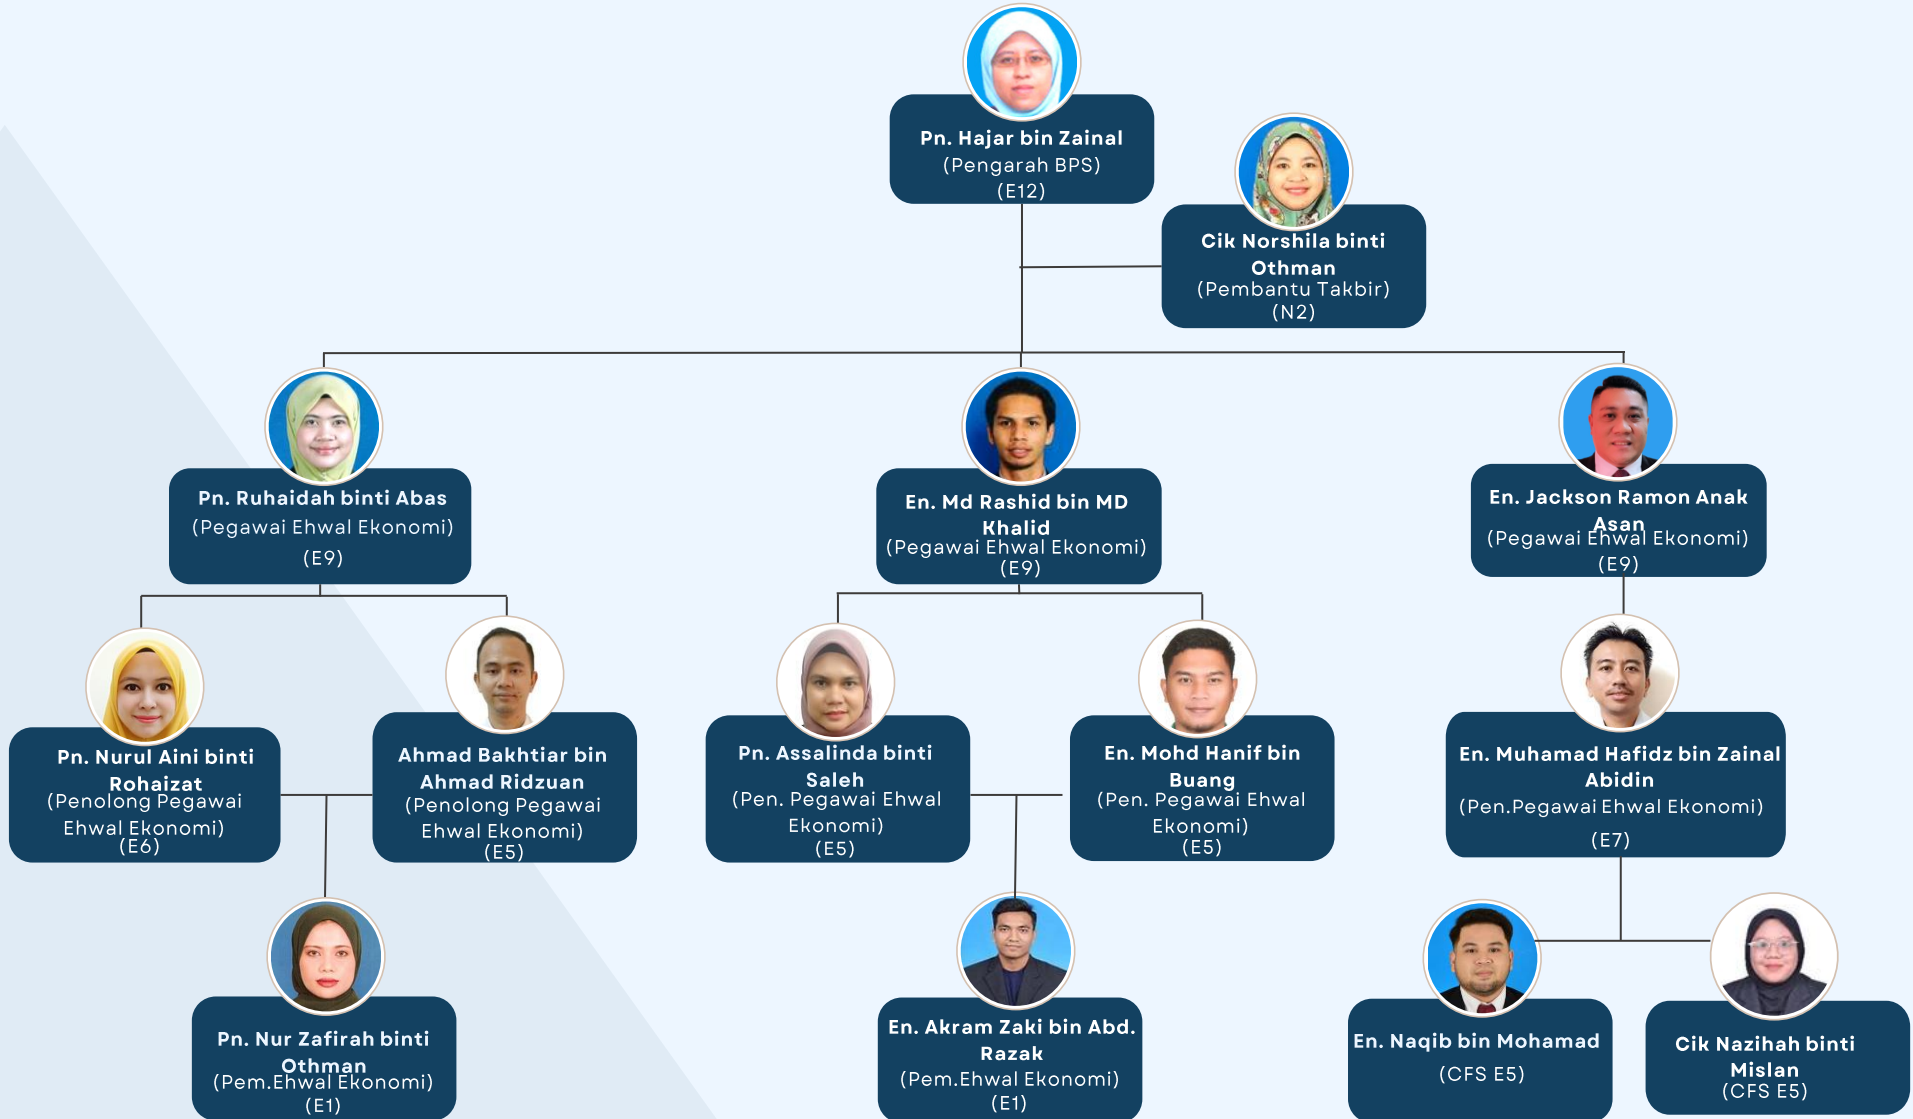 Pn. Hajar bin Zainal
(Pengarah BPS)
(E12)
Cik Norshila binti
Othman
(Pembantu Takbir)
(N2)
Pn. Ruhaidah binti Abas
(Pegawai Ehwal Ekonomi)
(E9)
En. Md Rashid bin MD
Khalid
(Pegawai Ehwal Ekonomi)
(E9)
En. Jackson Ramon Anak
Asan
(Pegawai Ehwal Ekonomi)
(E9)
Pn. Nurul Aini binti
Rohaizat
(Penolong Pegawai
Ehwal Ekonomi)
(E6)
Ahmad Bakhtiar bin
Ahmad Ridzuan
(Penolong Pegawai
Ehwal Ekonomi)
(E5)
Pn. Assalinda binti
Saleh
(Pen. Pegawai Ehwal
Ekonomi)
(E5)
En. Mohd Hanif bin
Buang
(Pen. Pegawai Ehwal
Ekonomi)
(E5)
En. Muhamad Hafidz bin Zainal
Abidin
(Pen.Pegawai Ehwal Ekonomi)
(E7)
Pn. Nur Zafirah binti
Othman
(Pem.Ehwal Ekonomi)
(E1)
En. Akram Zaki bin Abd.
Razak
(Pem.Ehwal Ekonomi)
(E1)
En. Naqib bin Mohamad
(CFS E5)
Cik Nazihah binti
Mislan
(CFS E5)